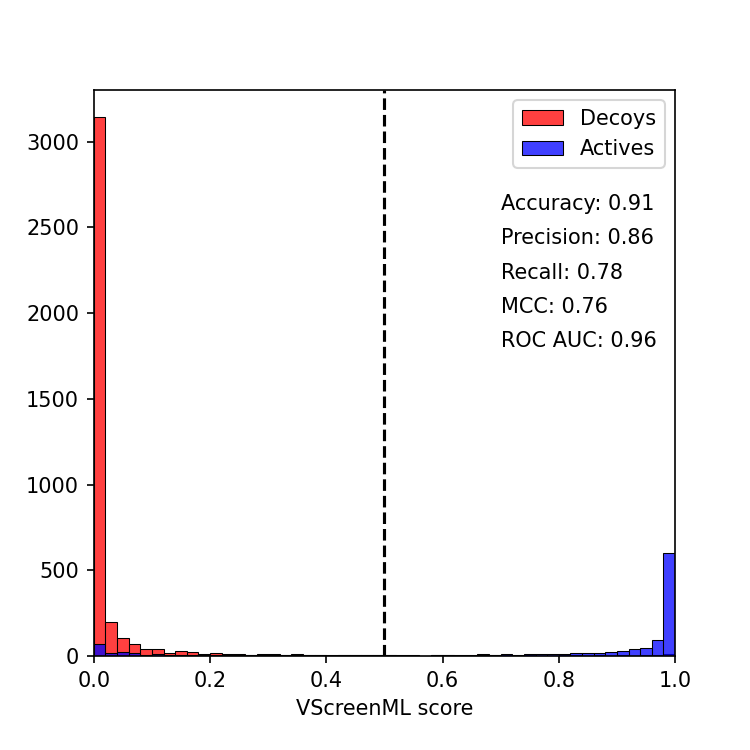 Decoys
Actives
Accuracy: 0.91
Precision: 0.86
Recall: 0.78
MCC: 0.76
ROC AUC: 0.96
3000
2500
2000
1500
1000
500
0
0.0 0.2 0.4 0.6 0.8 1.0
VScreenML score